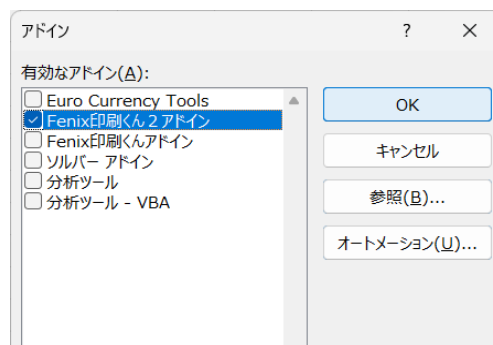 アドイン ? ×
有効なアドイン(A):
Euro Currency Tools
Fenix印刷くん２アドイン
Fenix印刷くんアドイン
ソルバー アドイン
分析ツール
分析ツール - VBA
OK
キャンセル
参照(B)...
オートメーション(U)...